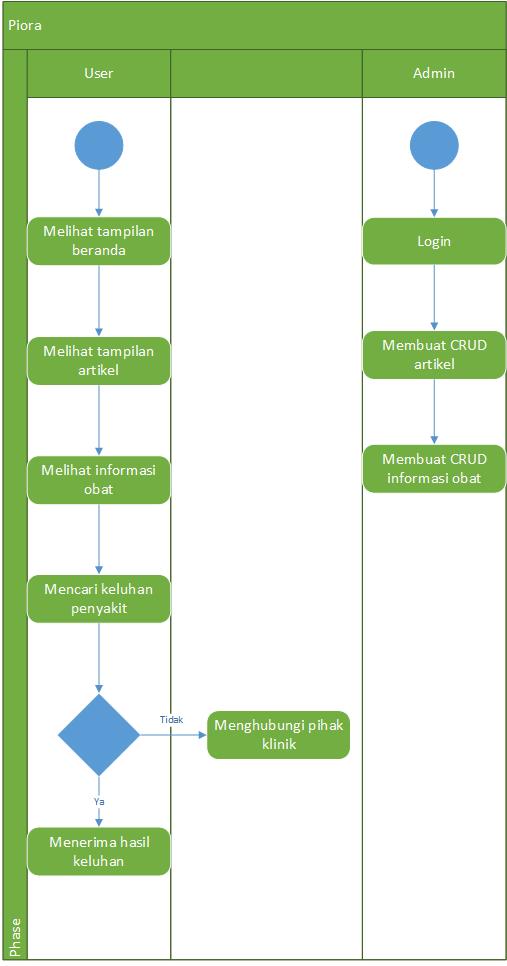 Piora
User
Admin
Melihat tampilan
beranda
Login
Melihat tampilan
artikel
Membuat CRUD
artikel
Melihat informasi
obat
Membuat CRUD
informasi obat
Mencari keluhan
penyakit
Tidak
Menghubungi pihak
klinik
Ya
Menerima hasil
keluhan
Phase